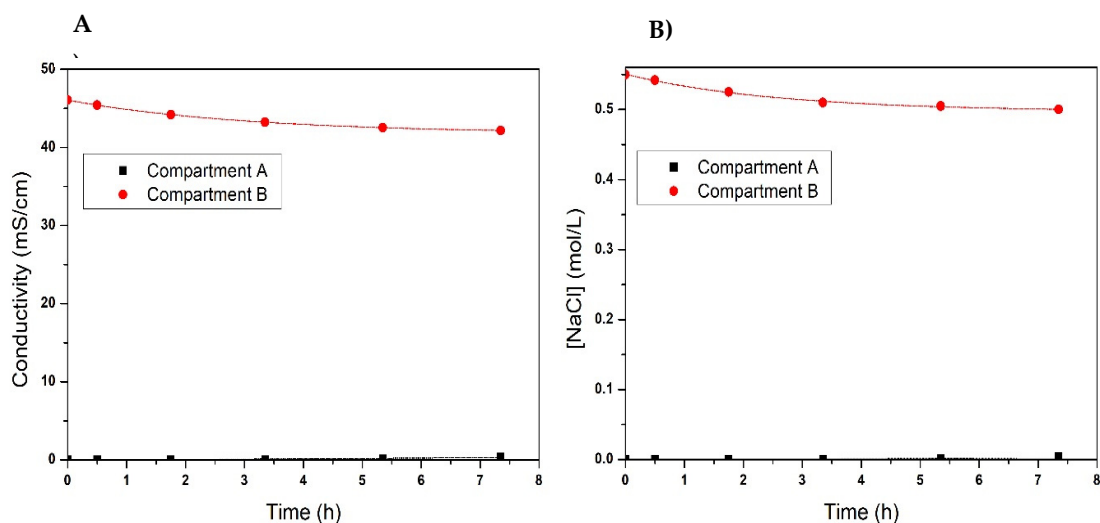 A
`
50
40
30
20
10
0
Conductivity (mS/cm)
Compartment A
Compartment B
0 1 2 3 4 5 6 7 8
Time (h)
B)
0.5
0.4
0.3
0.2
0.1
0.0
[NaCl] (mol/L)
Compartment A
Compartment B
0 1 2 3 4 5 6 7 8
Time (h)